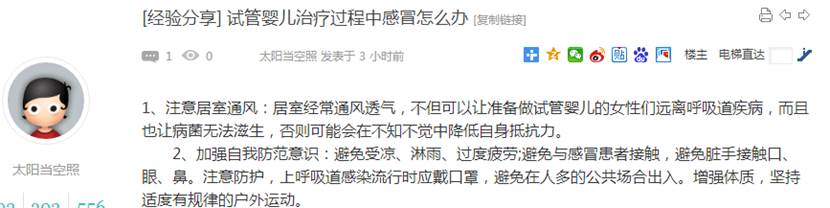 [经验分享] 试管婴儿治疗过程中感冒怎么办 [复制链接]
1 0 太阳当空照 发表于 3 小时前 贴 楼主 电梯直达
1、注意居室通风：居室经常通风透气，不但可以让准备做试管婴儿的女性们远离呼吸道疾病，而且
也让病菌无法滋生，否则可能会在不知不觉中降低自身抵抗力。
太阳当空照
2、加强自我防范意识：避免受凉、淋雨、过度疲劳;避免与感冒患者接触，避免脏手接触口、
眼、鼻。注意防护，上呼吸道感染流行时应戴口罩，避免在人多的公共场合出入。增强体质，坚持
适度有规律的户外运动。